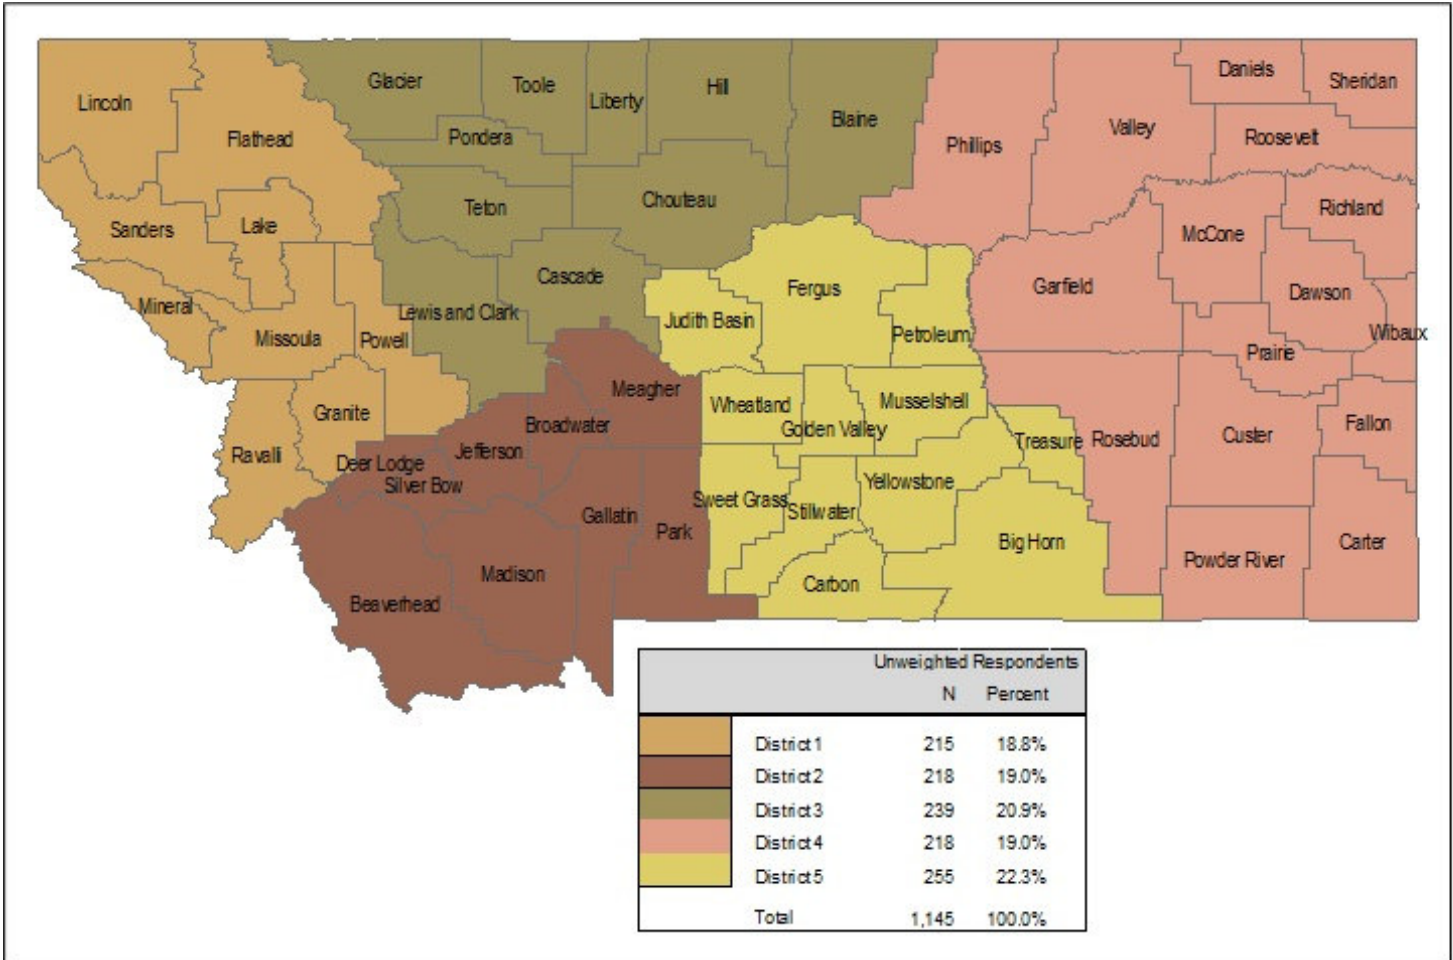 Lincoln
Flathead
Glacier
Toole
Liberty
Hill
Blaine
Phillips
Valley
Daniels
Sheridan
Roosevelt
Pondera
Teton
Chouteau
Sanders
Lake
Richland
McCone
Mineral
Missoula
Powell
Lewis and Clark
Cascade
Judith Basin
Fergus
Petroleum
Garfield
Dawson
Wibaux
Prairie
Meagher
Granite
Ravalli
Deer Lodge
Silver Bow
Jefferson
Broadwater
Wheatland
Golden Valley
Musselshell
Treasure
Rosebud
Custer
Fallon
Gallatin
Park
Sweet Grass
Stillwater
Yellowstone
Big Horn
Madison
Beaverhead
Carbon
Powder River
Carter
Unweighted Respondents
N Percent
District 1 215 18.8%
District 2 218 19.0%
District 3 239 20.9%
District 4 218 19.0%
District 5 255 22.3%
Total 1,145 100.0%